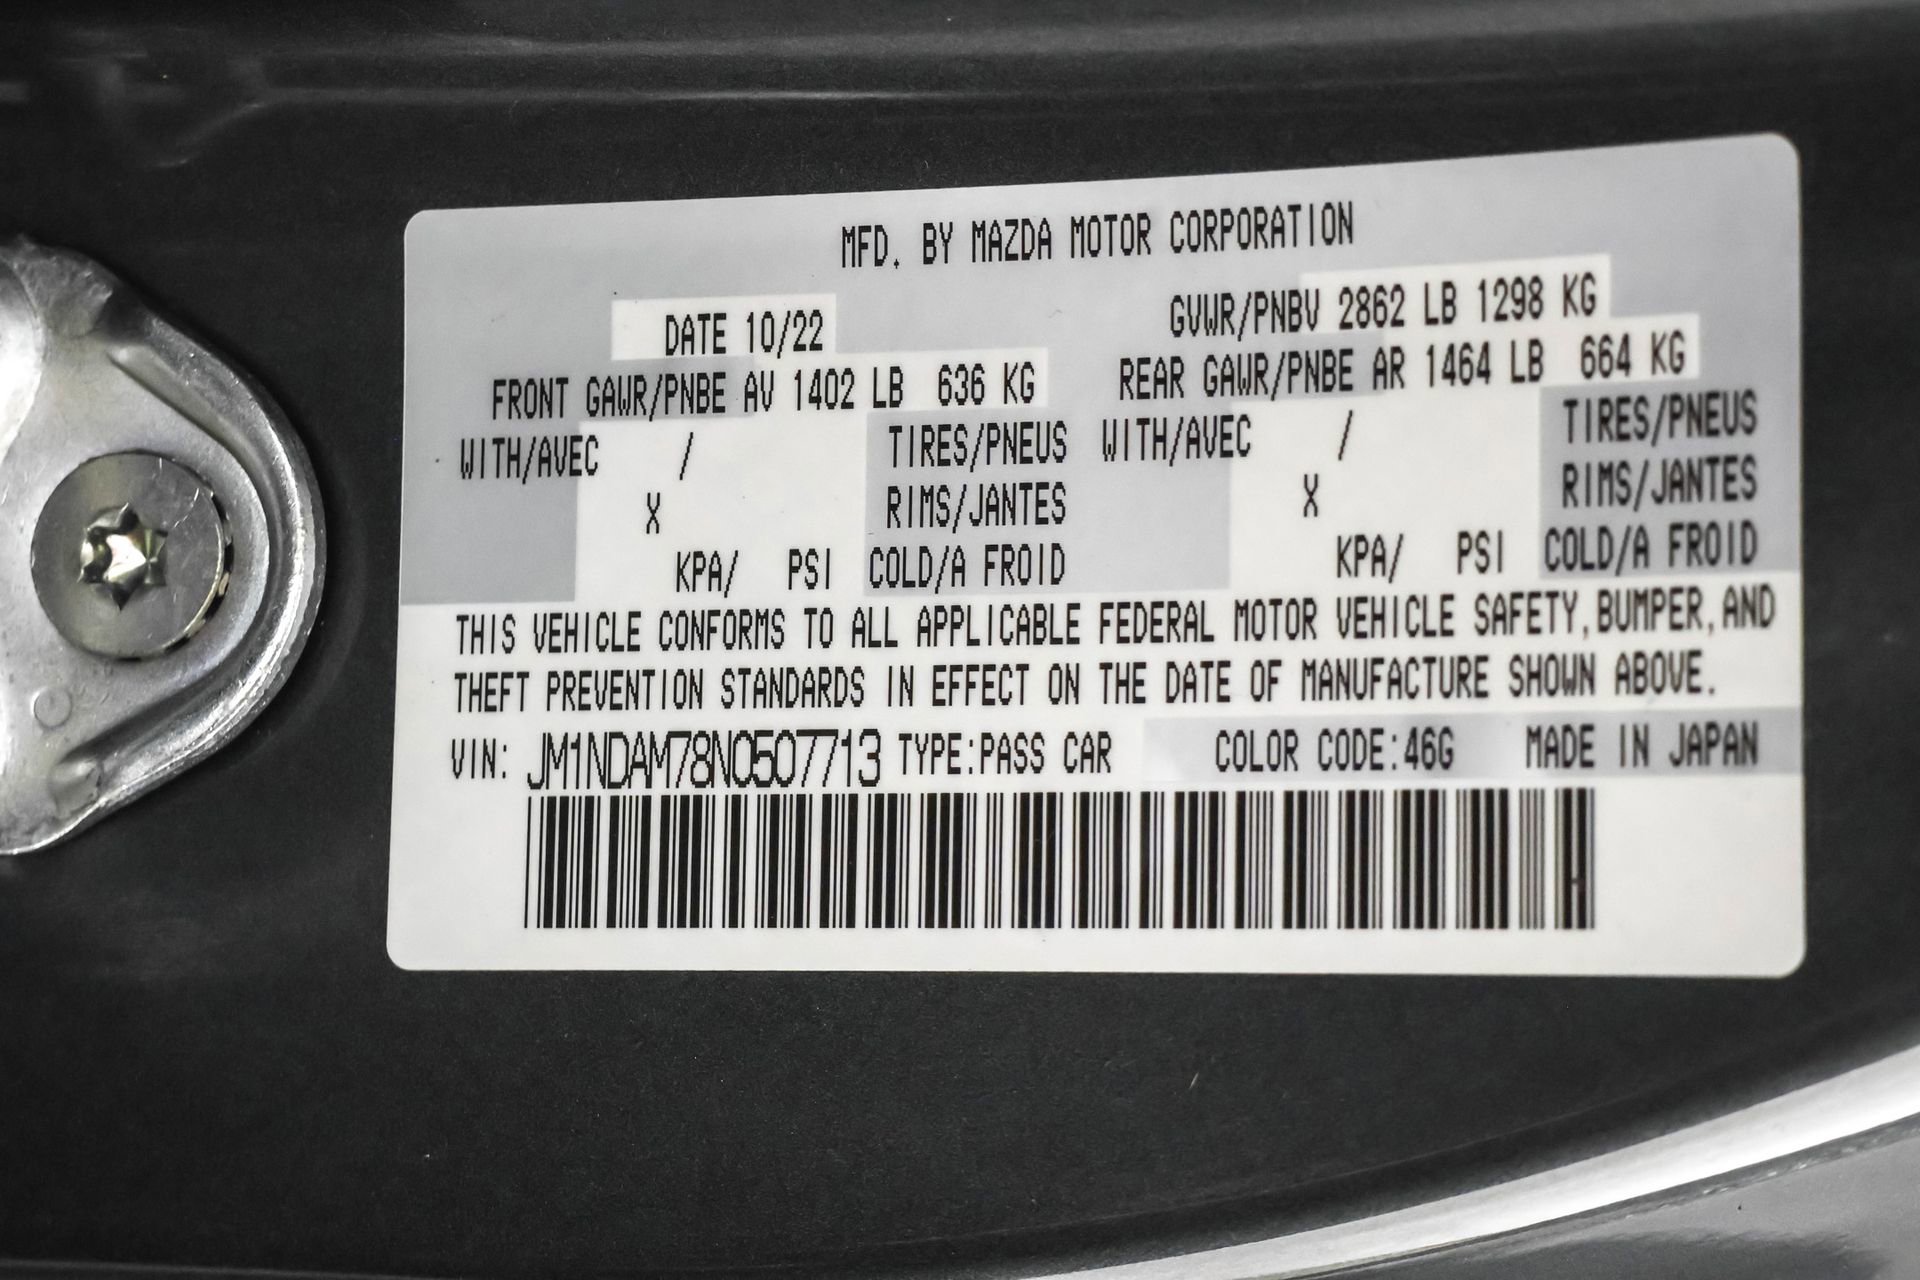 MFD. BY MAZDA MOTOR CORPORATION
DATE 10/22 GVWR/PNBV 2862 LB 1298 KG
FRONT GAWR/PNBE AV 1402 LB 636 KG REAR GAWR/PNBE AR 1464 LB 664 KG
WITH/AVEC / TIRES/PNEUS WITH/AVEC / TIRES/PNEUS
X RIMS/JANTES X RIMS/JANTES
KPA/ PSI COLD/A FROID KPA/ PSI COLD/A FROID
THIS VEHICLE CONFORMS TO ALL APPLICABLE FEDERAL MOTOR VEHICLE SAFETY, BUMPER, AND
THEFT PREVENTION STANDARDS IN EFFECT ON THE DATE OF MANUFACTURE SHOWN ABOVE.
VIN: JM1NDAM78N0507713 TYPE:PASS CAR COLOR CODE:46G MADE IN JAPAN